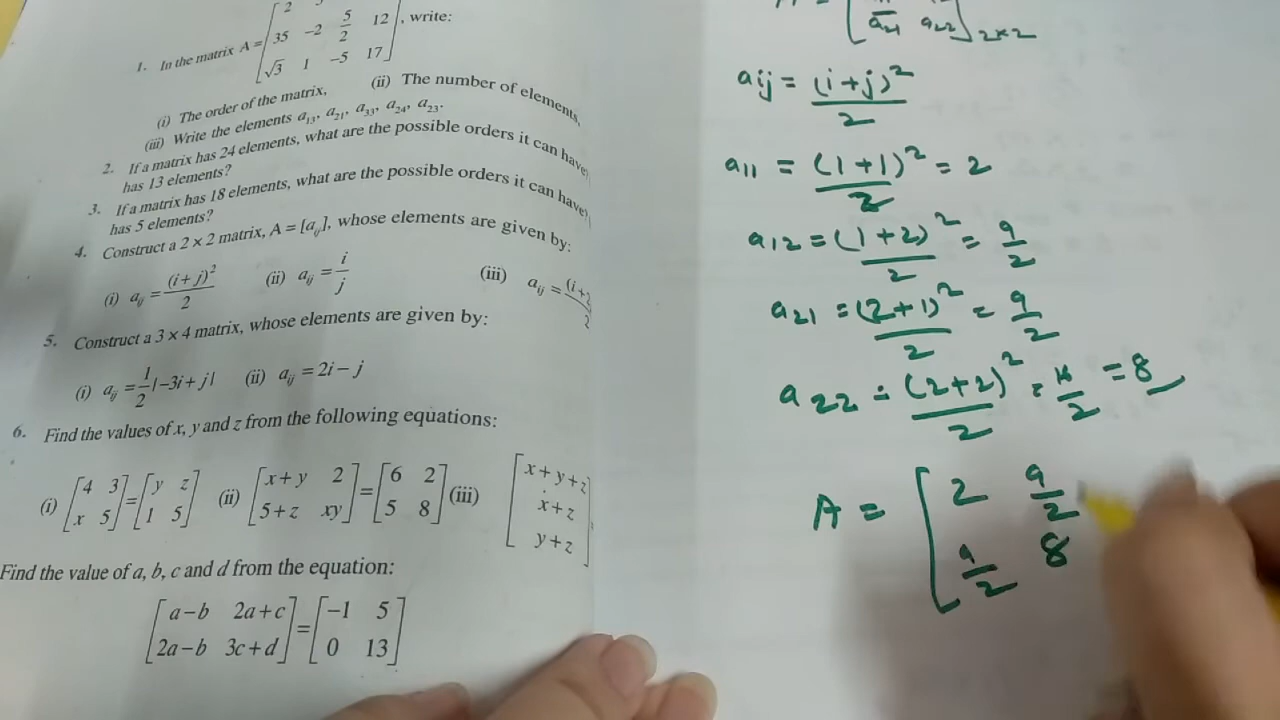 2
35 -2 5/2 12
1. In the matrix A = , write:
√3 1 -5 17
(i) The order of the matrix, (ii) The number of elements,
(iii) Write the elements a13, a21, a33, a24, a23.
2. If a matrix has 24 elements, what are the possible orders it can have
has 13 elements?
3. If a matrix has 18 elements, what are the possible orders it can have
has 5 elements?
4. Construct a 2 × 2 matrix, A = [aij], whose elements are given by:
(i) aij = (i+j)²/2 (ii) aij = i/j (iii) aij = (i+2
5. Construct a 3 × 4 matrix, whose elements are given by:
(i) aij = 1/2 |-3i + j| (ii) aij = 2i - j
6. Find the values of x, y and z from the following equations:
(i) [4 3 = [y z (ii) [x+y 2 = [6 2 (iii) [x+y+z
x 5] 1 5] 5+z xy] 5 8] x+z
y+z
Find the value of a, b, c and d from the equation:
[a-b 2a+c = [-1 5
2a-b 3c+d] 0 13]
a21 a22]2×2
aij = (i+j)²/2
a11 = (1+1)²/2 = 2
a12 = (1+2)²/2 = 9/2
a21 = (2+1)²/2 = 9/2
a22 = (2+2)²/2 = 16/2 = 8
A = [2 9/2
9/2 8